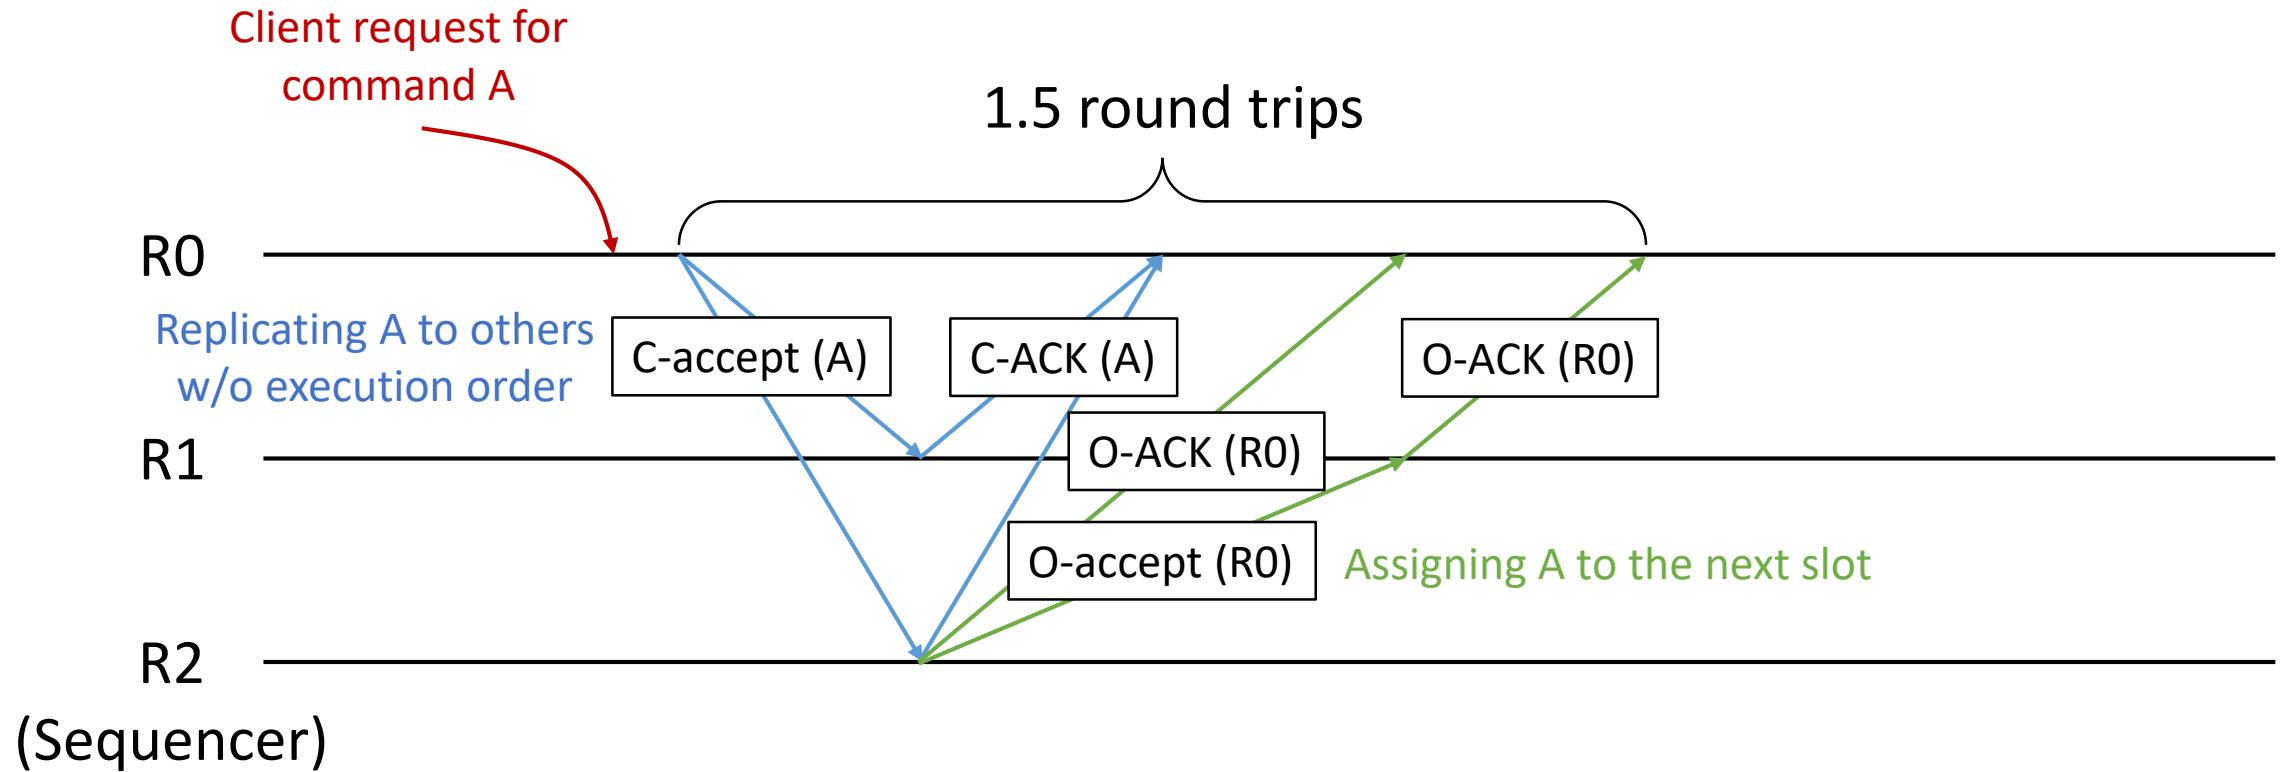 Client request for
command A
1.5 round trips
R0
Replicating A to others
w/o execution order
C-accept (A)
C-ACK (A)
O-ACK (R0)
R1
O-ACK (R0)
O-accept (R0)
Assigning A to the next slot
R2
(Sequencer)